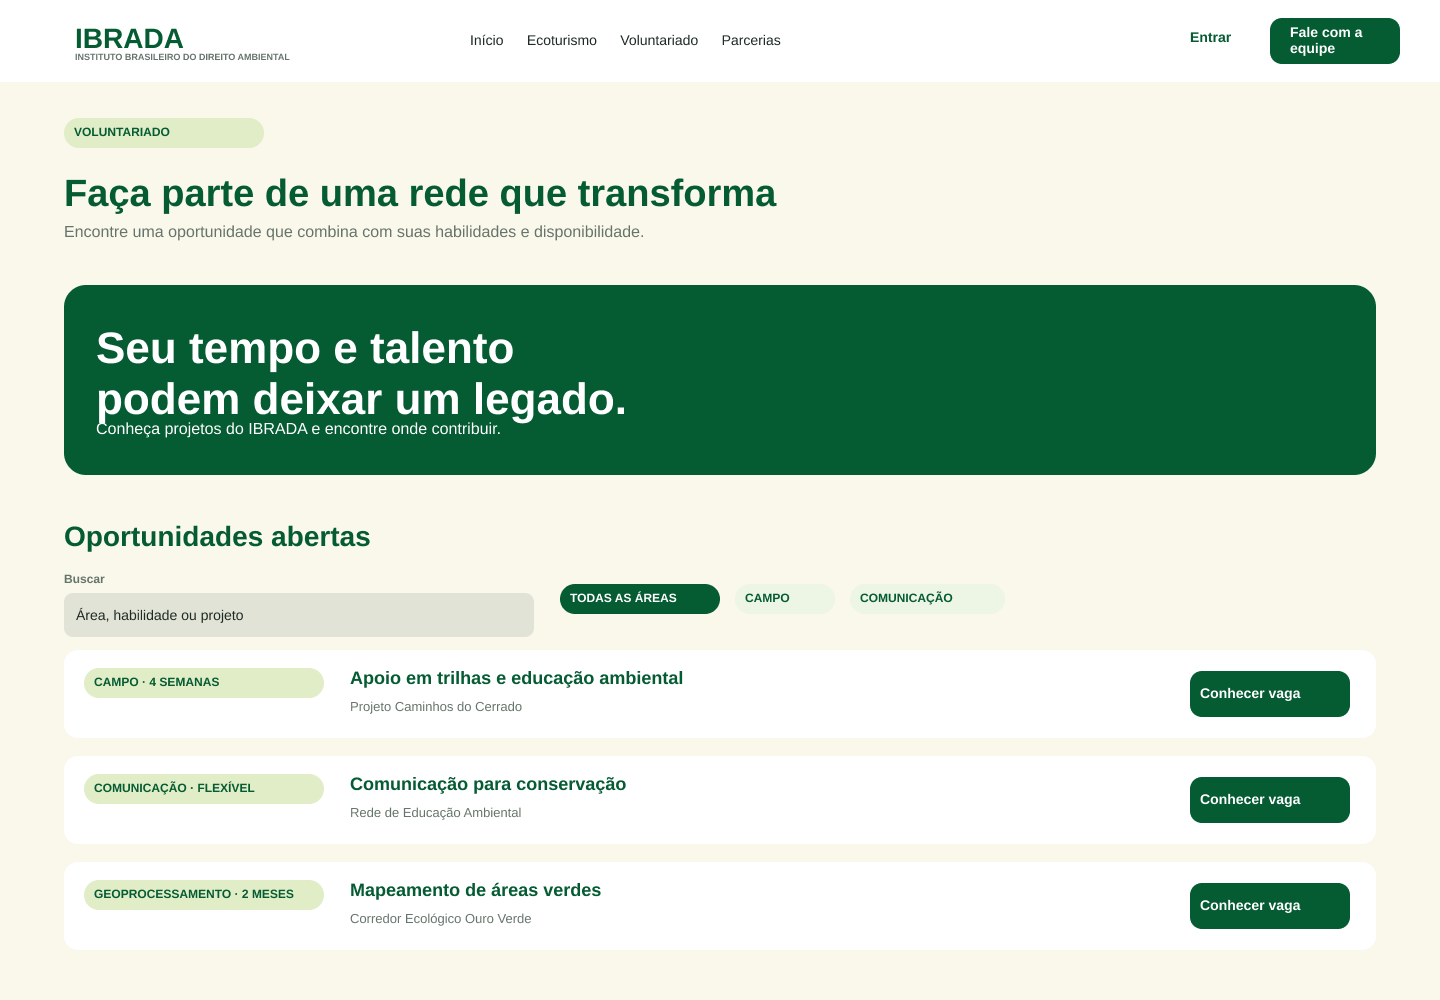 IBRADA
INSTITUTO BRASILEIRO DO DIREITO AMBIENTAL
Início Ecoturismo Voluntariado Parcerias
Entrar
Fale com a
equipe
VOLUNTARIADO
Faça parte de uma rede que transforma
Encontre uma oportunidade que combina com suas habilidades e disponibilidade.
Seu tempo e talento
podem deixar um legado.
Conheça projetos do IBRADA e encontre onde contribuir.
Oportunidades abertas
Buscar
Área, habilidade ou projeto
TODAS AS ÁREAS
CAMPO
COMUNICAÇÃO
CAMPO · 4 SEMANAS
Apoio em trilhas e educação ambiental
Projeto Caminhos do Cerrado
Conhecer vaga
COMUNICAÇÃO · FLEXÍVEL
Comunicação para conservação
Rede de Educação Ambiental
Conhecer vaga
GEOPROCESSAMENTO · 2 MESES
Mapeamento de áreas verdes
Corredor Ecológico Ouro Verde
Conhecer vaga